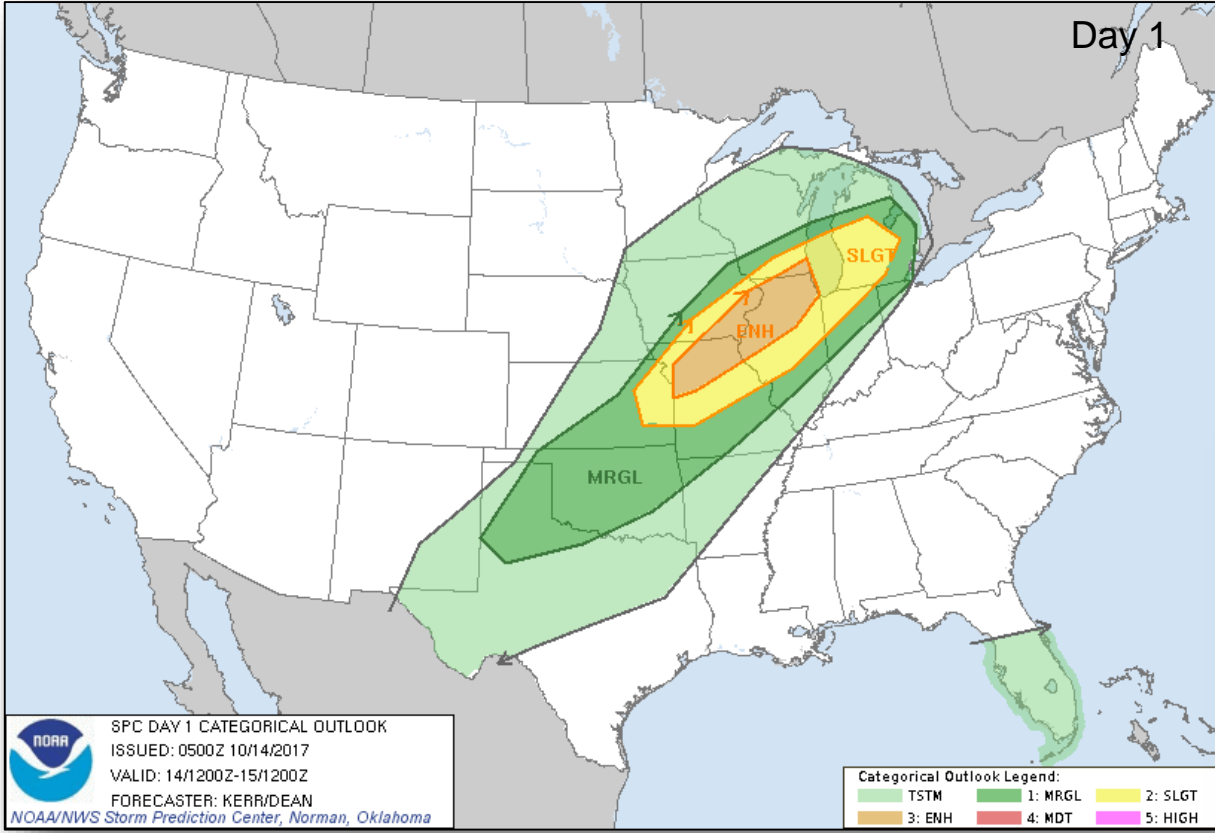 Day 1
SLGT
ENH
MRGL
NOAA
SPC DAY 1 CATEGORICAL OUTLOOK
ISSUED: 0500Z 10/14/2017
VALID: 14/1200Z-15/1200Z
FORECASTER: KERR/DEAN
NOAA/NWS Storm Prediction Center, Norman, Oklahoma
Categorical Outlook Legend:
TSTM 1: MRGL 2: SLGT
3: ENH 4: MDT 5: HIGH